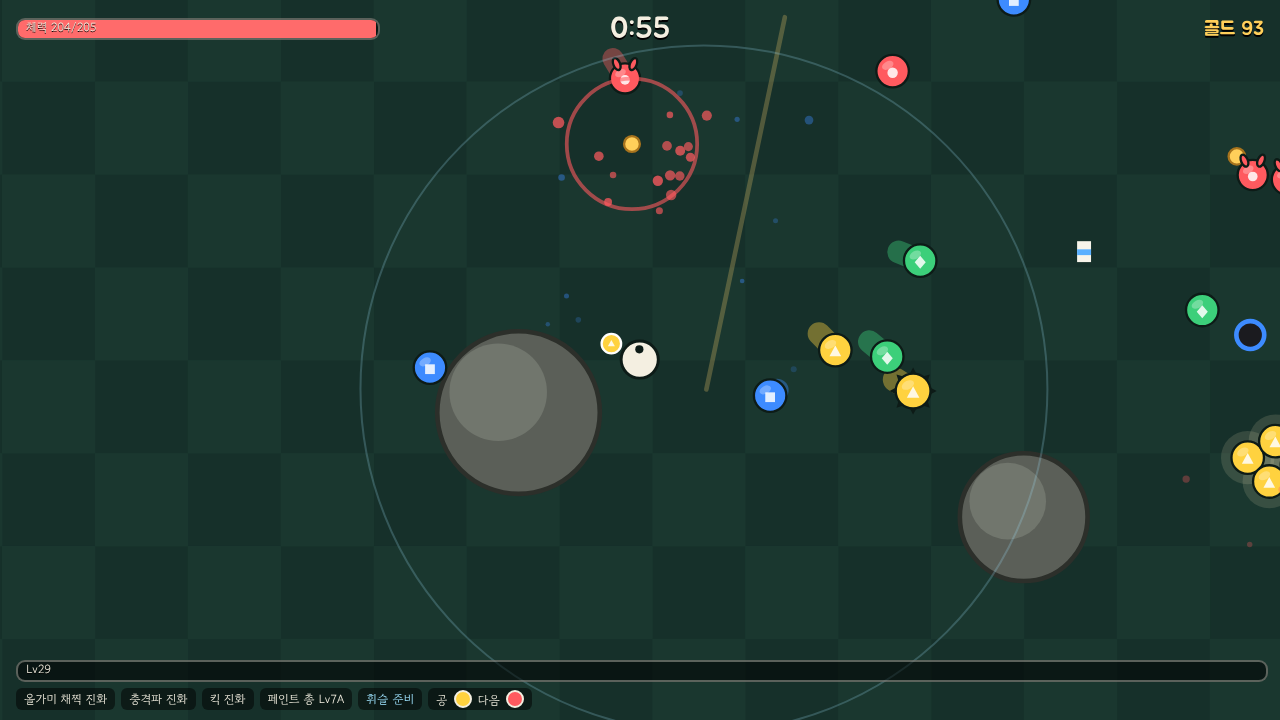 체력 204/205
0:55
골드 93
Lv29
올가미 채찍 진화
충격파 진화
킥 진화
페인트 총 Lv7A
휘슬 준비
공
다음